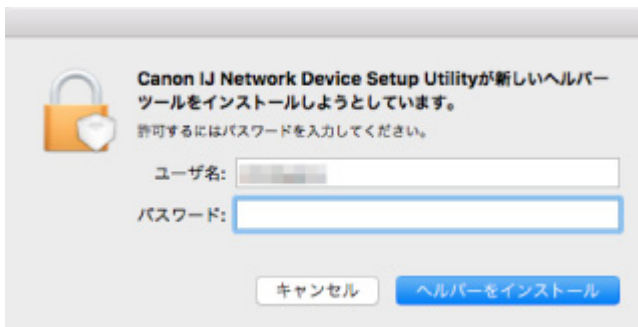 Canon IJ Network Device Setup Utilityが新しいヘルパー
ツールをインストールしようとしています。
許可するにはパスワードを入力してください。
ユーザ名:
パスワード:
キャンセル
ヘルパーをインストール